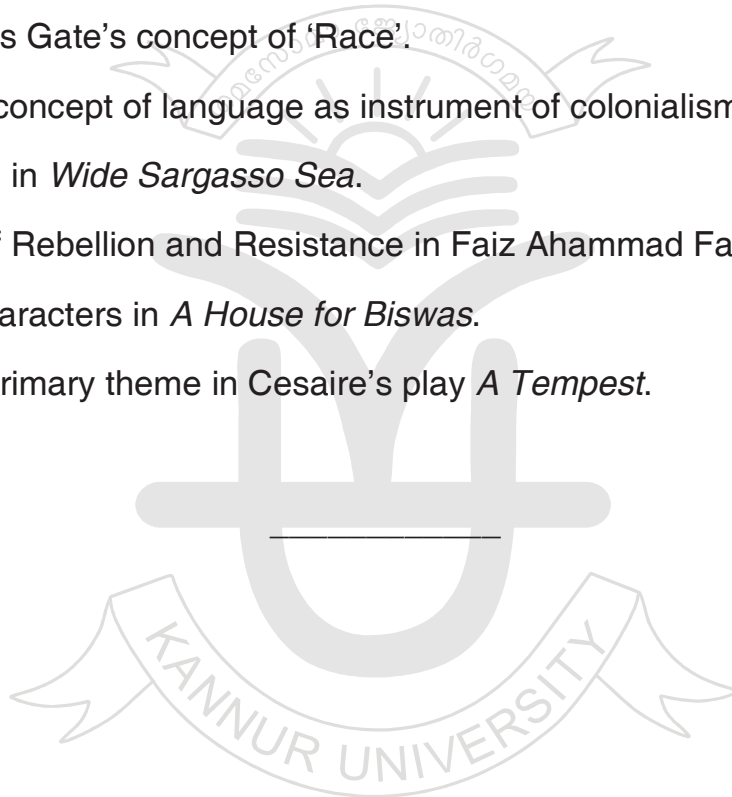 s Gate’s concept of ‘Race’.
concept of language as instrument of colonialism
in Wide Sargasso Sea.
f Rebellion and Resistance in Faiz Ahammad Fa
aracters in A House for Biswas.
rimary theme in Cesaire’s play A Tempest.
KANNUR UNIVERSITY